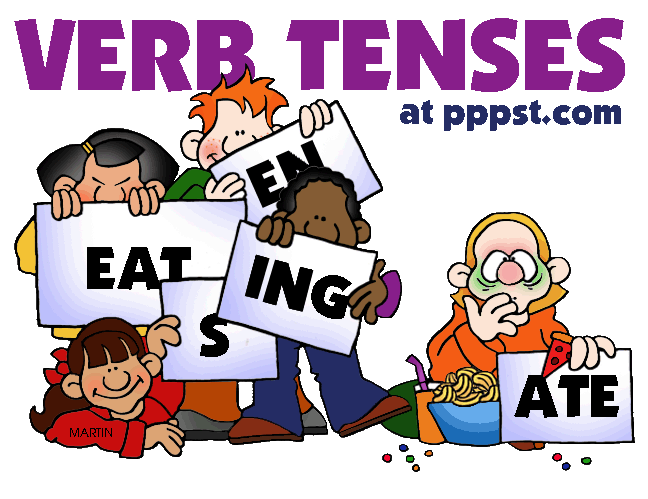 VERB TENSES
at pppst.com
EN
EAT
ING
S
ATE
MARTIN